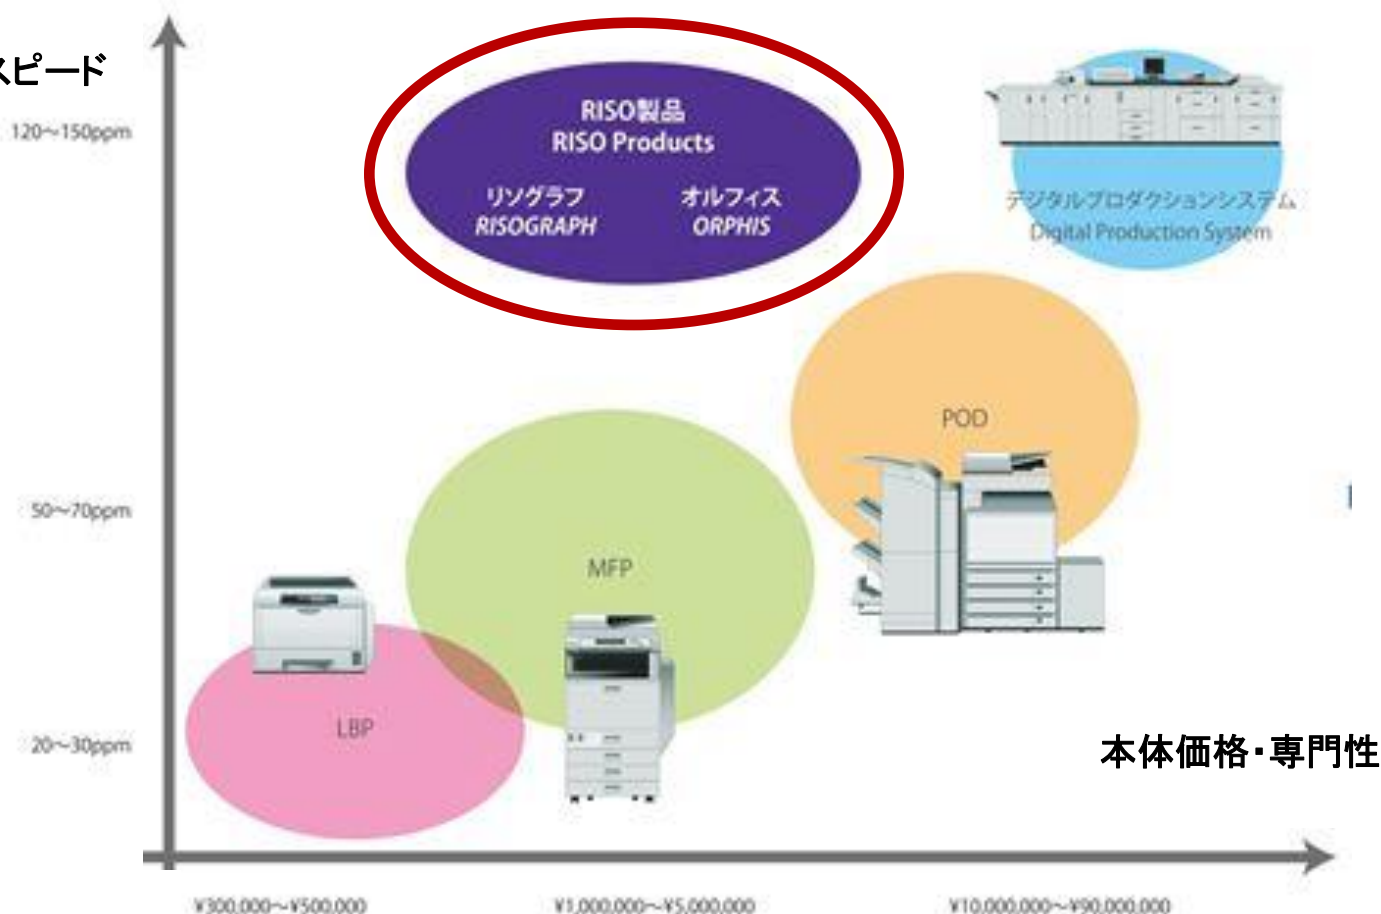 スピード
120～150ppm
RISO製品
RISO Products
リソグラフ
RISOGRAPH
オルフィス
ORPHIS
デジタルプロダクションシステム
Digital Production System
POD
50～70ppm
MFP
LBP
20～30ppm
本体価格・専門性
¥300,000～¥500,000
¥1,000,000～¥5,000,000
¥10,000,000～¥90,000,000